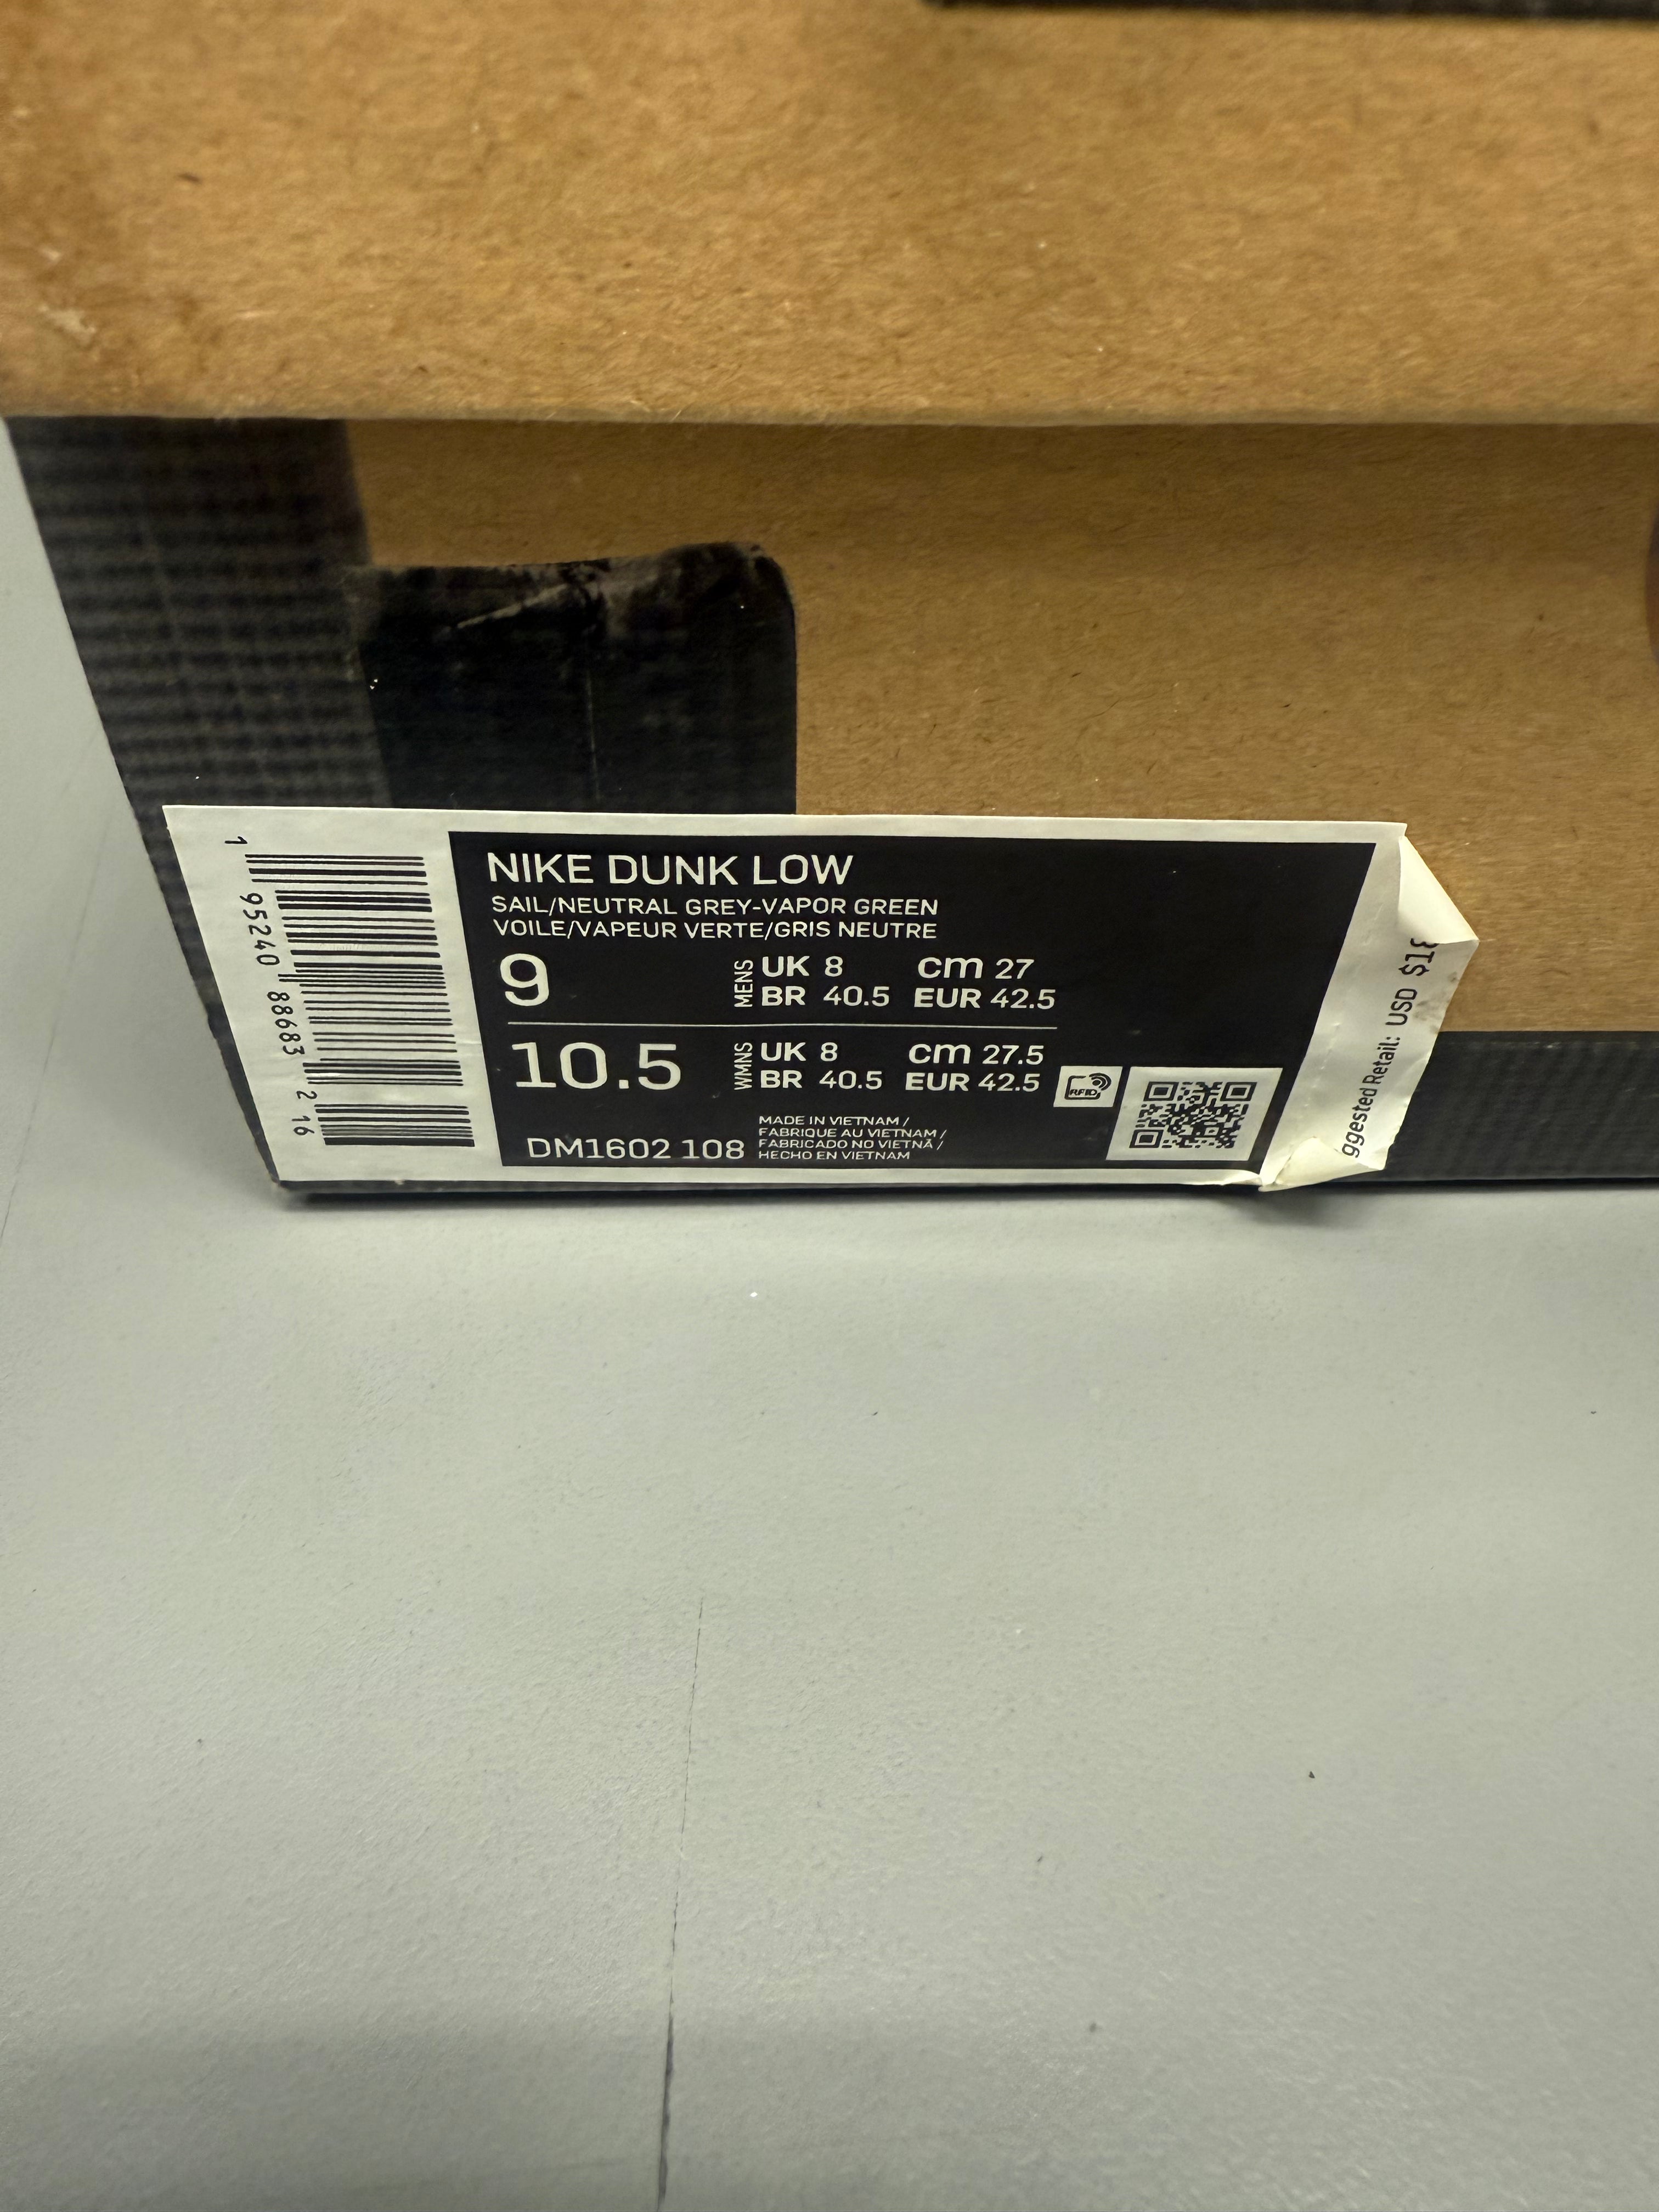 NIKE DUNK LOW
SAIL/NEUTRAL GREY-VAPOR GREEN
VOILE/VAPEUR VERTE/GRIS NEUTRE
9 MENS UK 8 cm 27
BR 40.5 EUR 42.5
10.5 WMNS UK 8 cm 27.5
BR 40.5 EUR 42.5
RFID
DM1602 108
MADE IN VIETNAM /
FABRIQUE AU VIETNAM /
FABRICADO NO VIETNÃ /
HECHO EN VIETNAM
1 95240 88683 2 16
ggested Retail: USD $1